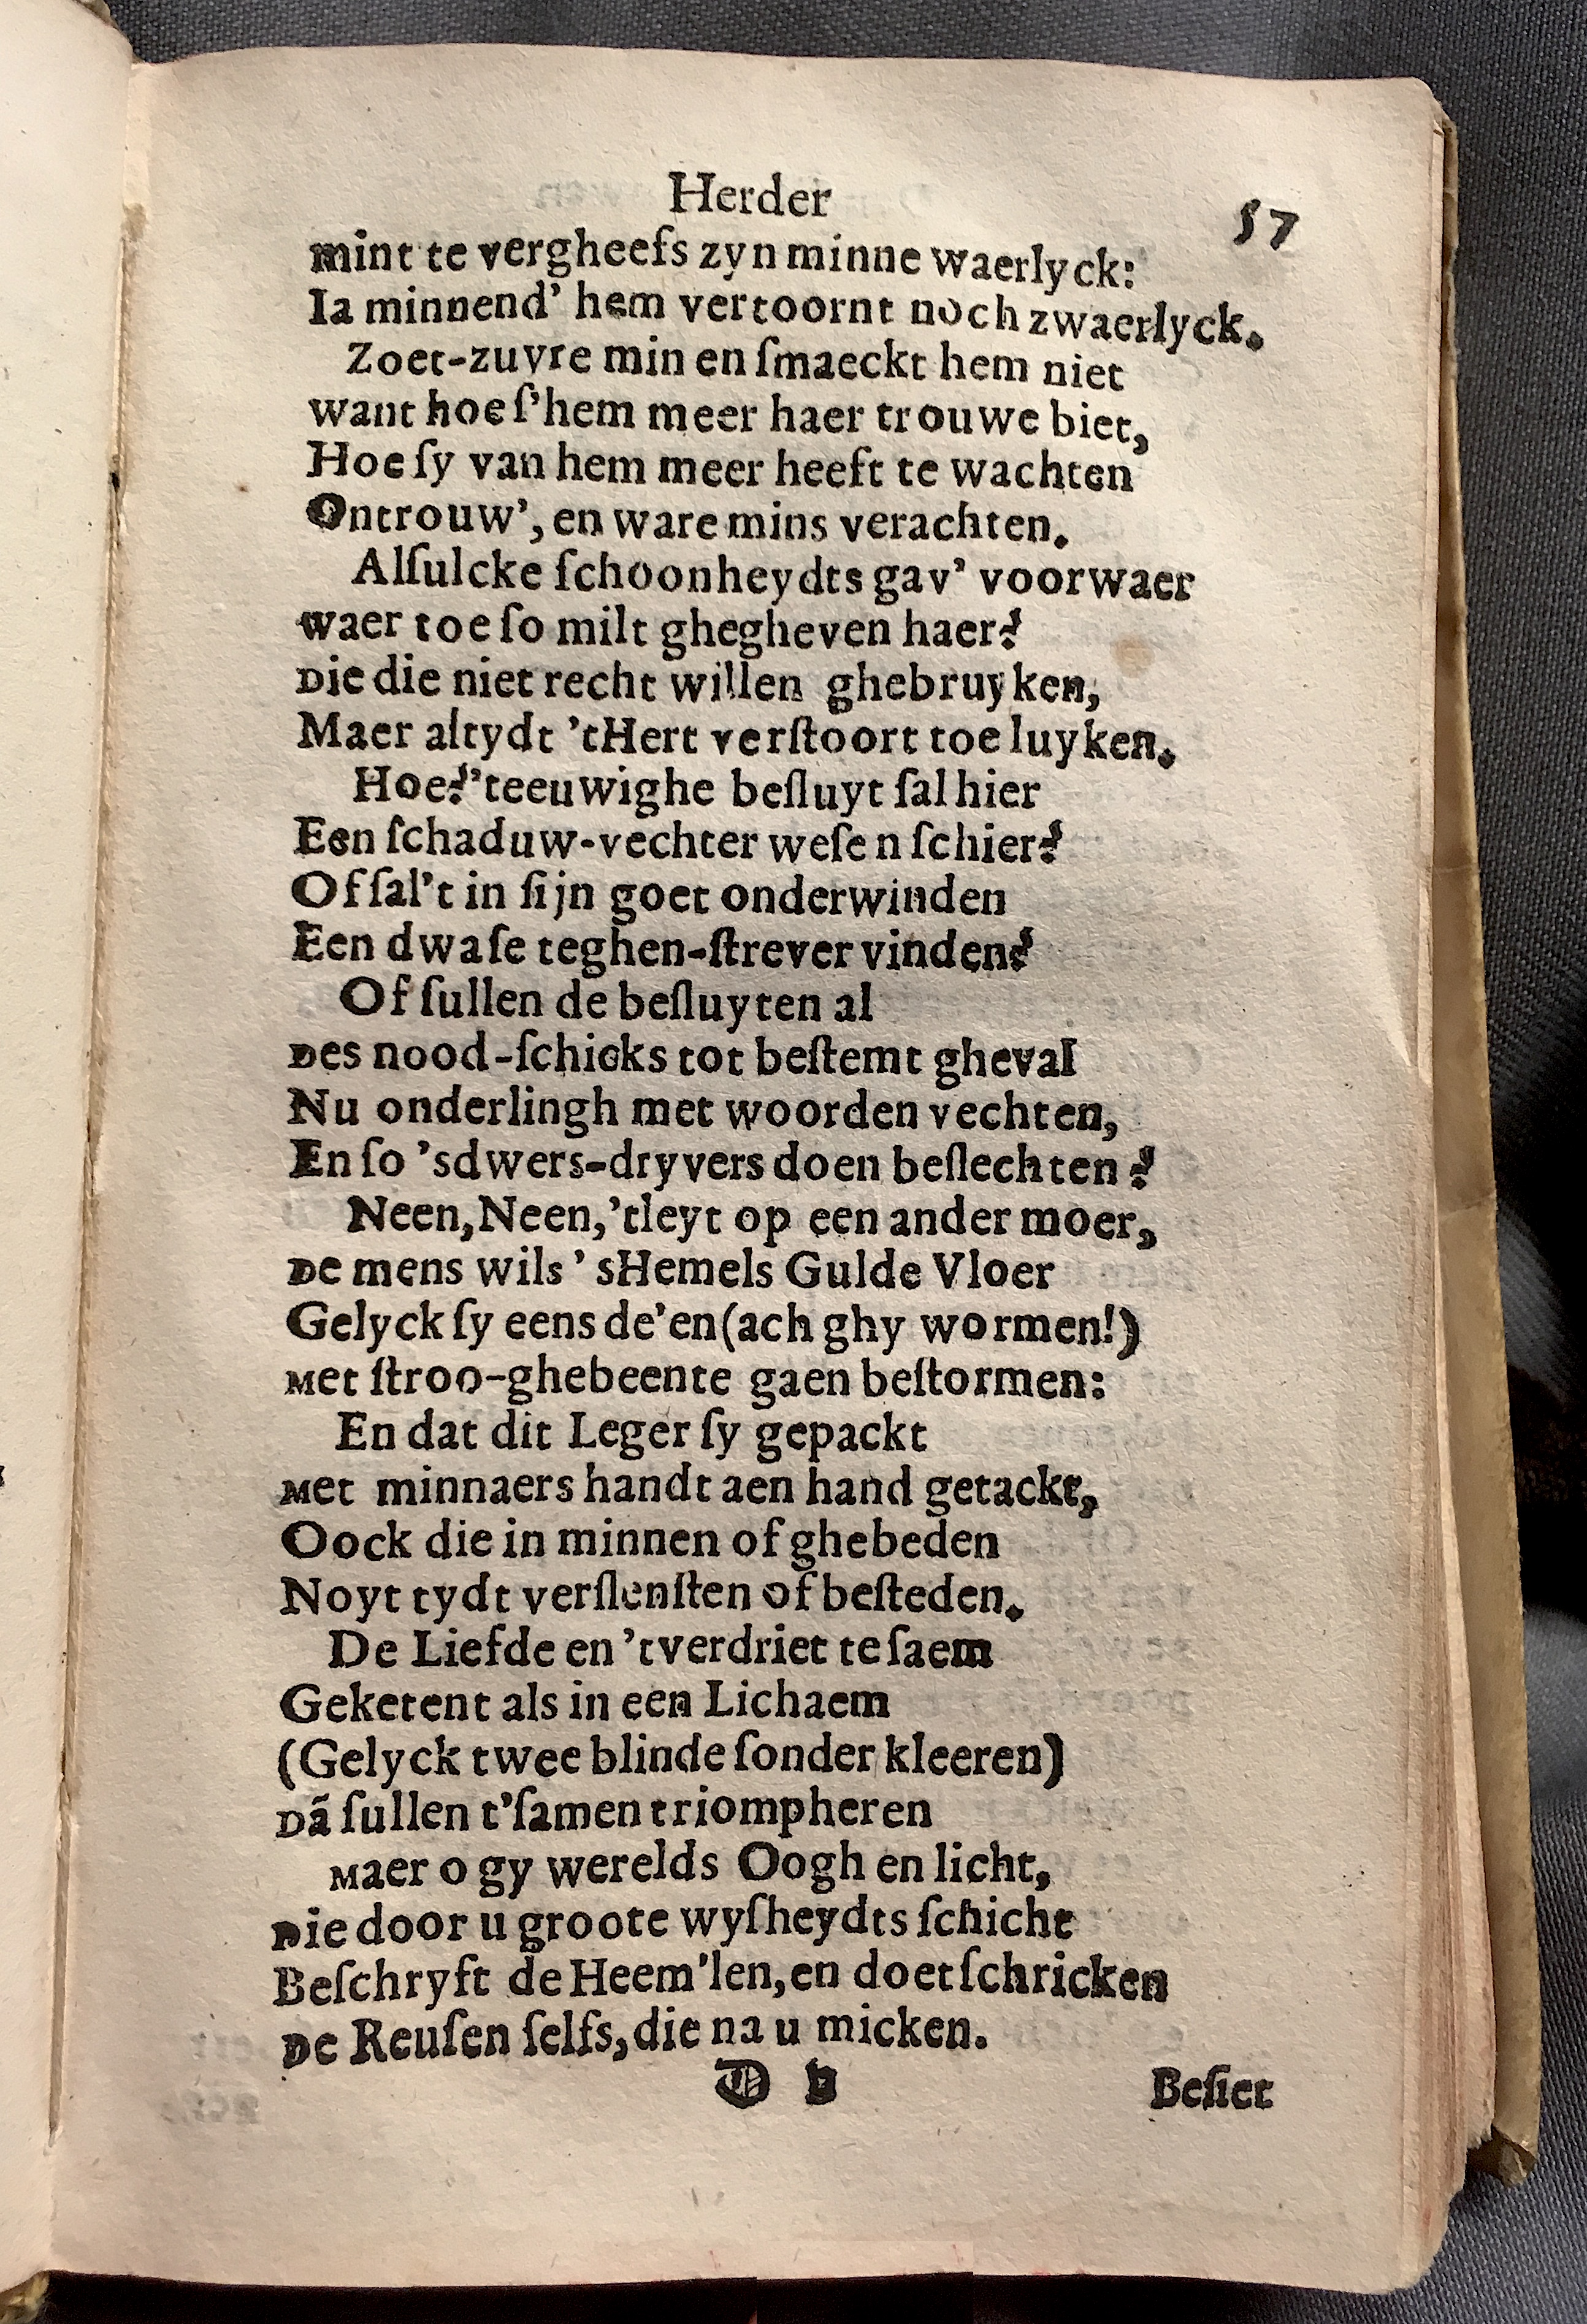 Herder
57
mint te vergheefs zyn minne waerlyck:
Ia minnend' hem vertoornt noch zwaerlyck.
Zoet-zuvre min en ſmaeckt hem niet
want hoe ſ'hem meer haer trouwe biet,
Hoe ſy van hem meer heeft te wachten
Ontrouw', en ware mins verachten.
Alſulcke ſchoonheydts gav' voorwaer
waer toe ſo milt ghegheven haer?
Die die niet recht willen ghebruyken,
Maer altydt 'tHert verſtoort toe luyken.
Hoe?'teeuwighe beſluyt ſal hier
Een ſchaduw-vechter weſen ſchier?
Of ſal't in ſijn goet onderwinden
Een dwaſe teghen-ſtrever vinden?
Of ſullen de beſluyten al
Des nood-ſchicks tot beſtemt gheval
Nu onderlingh met woorden vechten,
En ſo 'sdwers-dryvers doen beſlechten?
Neen, Neen, 'tleyt op een ander moer,
De mens wils 'sHemels Gulde Vloer
Gelyck ſy eens de'en (ach ghy wormen!)
Met ſtroo-ghebeente gaen beſtormen:
En dat dit Leger ſy gepackt
Met minnaers handt aen hand getackt,
Oock die in minnen of ghebeden
Noyt tydt verſlenſten of beſteden.
De Liefde en 'tverdriet te ſaem
Geketent als in een Lichaem
(Gelyck twee blinde ſonder kleeren)
Dã ſullen t'ſamen triompheren
Maer o gy werelds Oogh en licht,
Die door u groote wyſheydts ſchicht
Beſchryft de Heem'len, en doet ſchricken
De Reuſen ſelfs, die na u micken.
D v
Beſiet